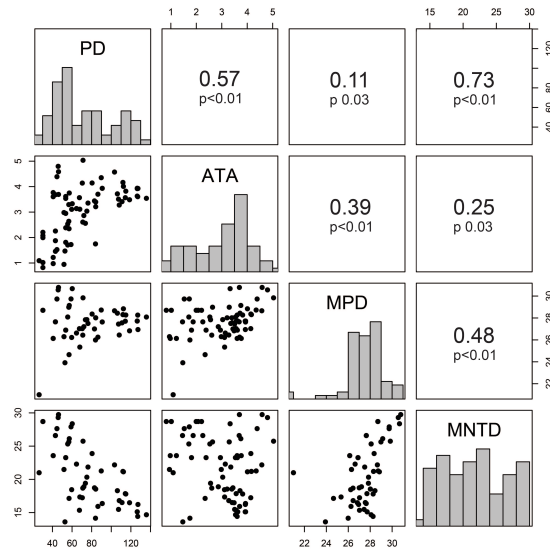 1 2 3 4 5 15 20 25 30
PD
0.57
p<0.01
0.11
p 0.03
0.73
p<0.01
40 60 80 120
1 2 3 4 5
ATA
0.39
p<0.01
0.25
p 0.03
MPD
0.48
p<0.01
22 24 26 28 30
15 20 25 30
MNTD
40 60 80 120 22 24 26 28 30